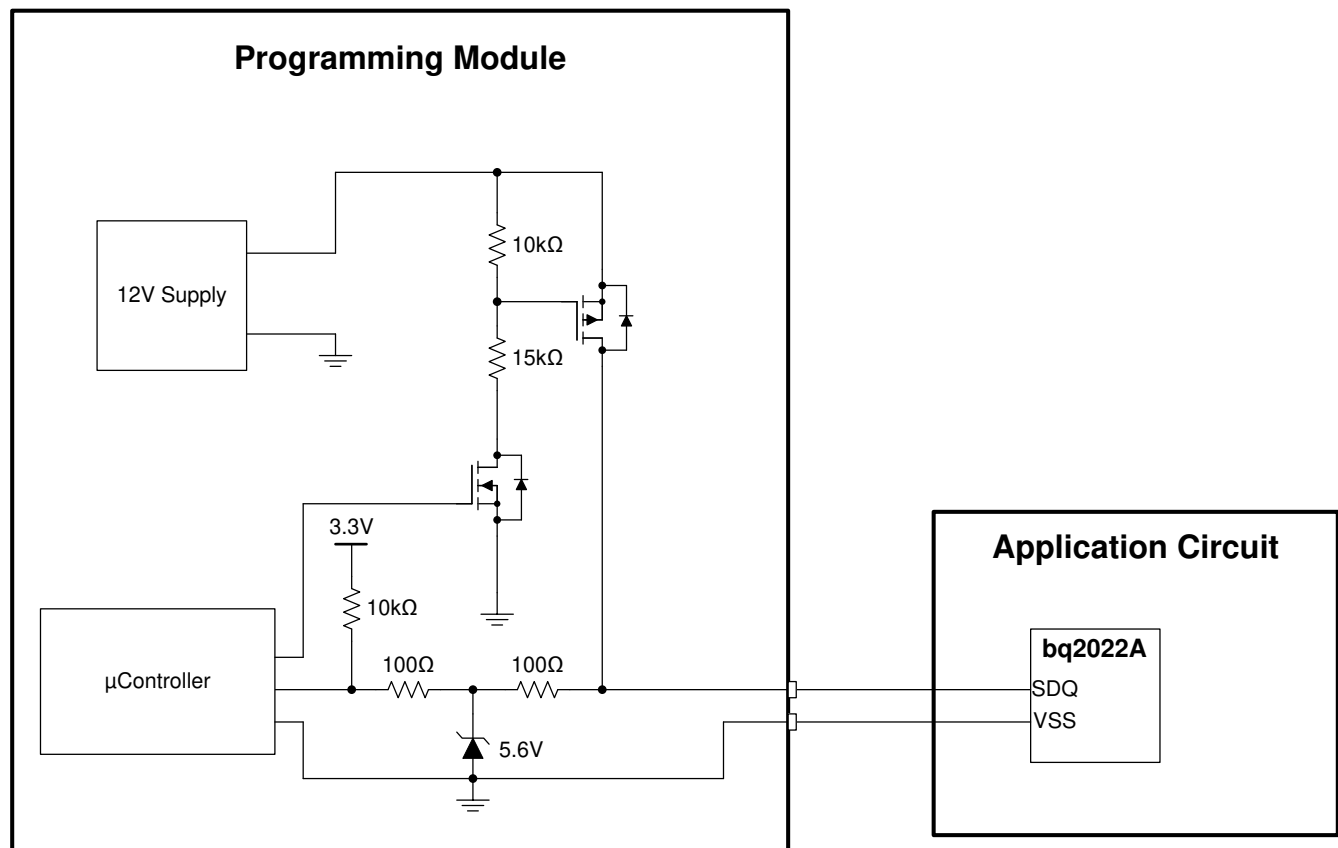 Programming Module
10kΩ
12V Supply
15kΩ
3.3V
Application Circuit
10kΩ
bq2022A
100Ω
100Ω
µController
SDQ
VSS
5.6V